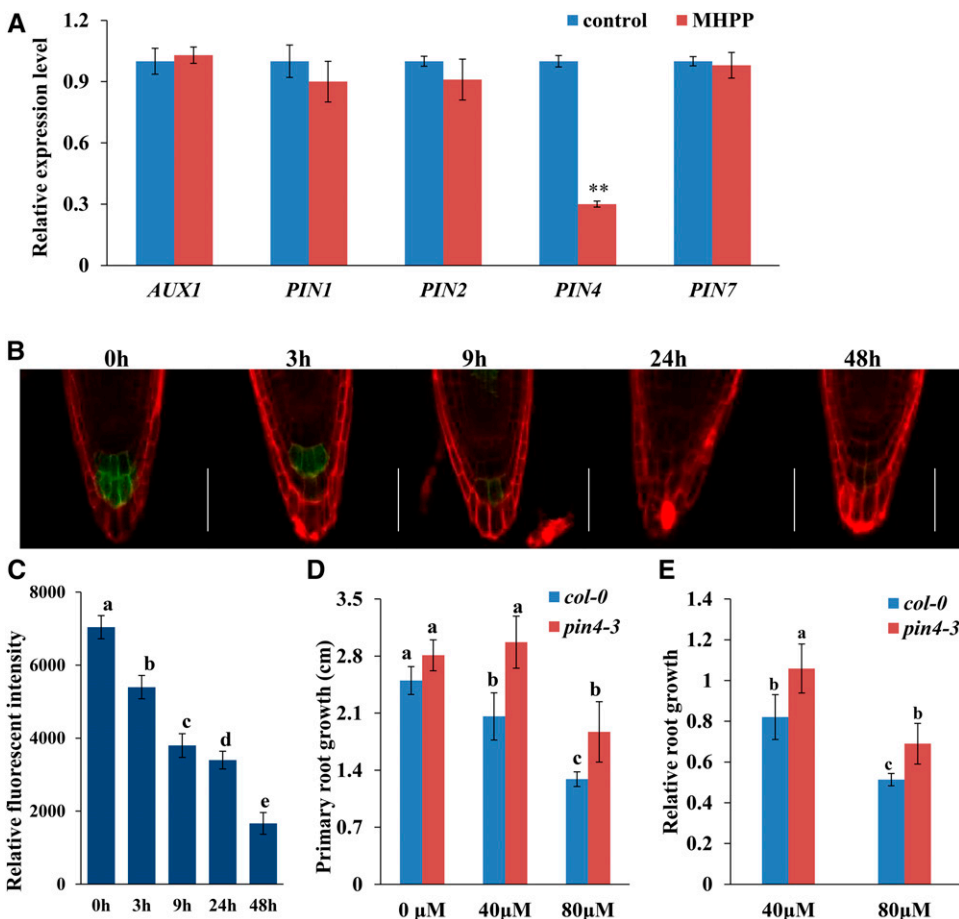 A
control MHPP
Relative expression level
1.2
0.9
0.6
0.3
0
**
AUX1 PIN1 PIN2 PIN4 PIN7
B
0h 3h 9h 24h 48h
C
Relative fluorescent intensity
8000
6000
4000
2000
0
a
b
c
d
e
0h 3h 9h 24h 48h
D
Primary root growth (cm)
3.5
2.8
2.1
1.4
0.7
0
col-0
pin4-3
a a b a c b
0 µM 40µM 80µM
E
Relative root growth
1.4
1.2
1
0.8
0.6
0.4
0.2
0
col-0
pin4-3
b a c b
40µM 80µM